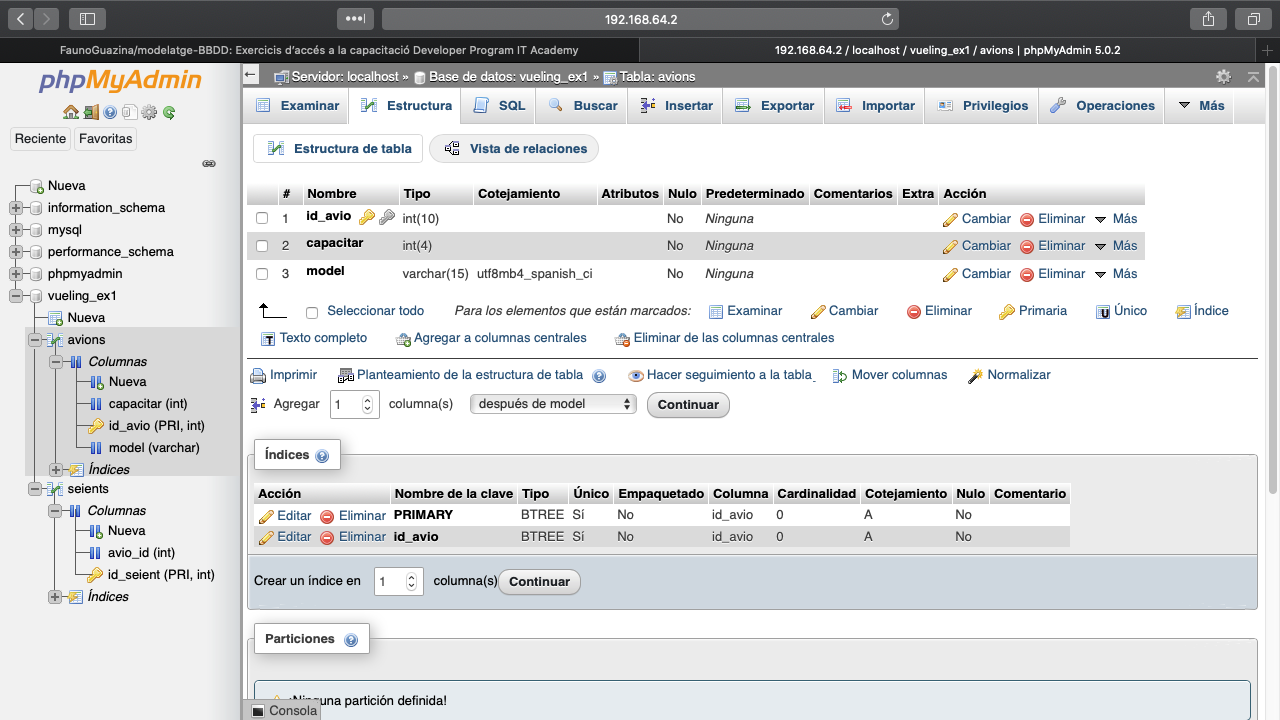 192.168.64.2
FaunoGuazina/modelatge-BBDD: Exercicis d'accés a la capacitació Developer Program IT Academy
192.168.64.2 / localhost / vueling_ex1 / avions | phpMyAdmin 5.0.2
phpMyAdmin
Reciente Favoritas
Nueva
information_schema
mysql
performance_schema
phpmyadmin
vueling_ex1
Nueva
avions
Columnas
Nueva
capacitar (int)
id_avio (PRI, int)
model (varchar)
Índices
seients
Columnas
Nueva
avio_id (int)
id_seient (PRI, int)
Índices
Servidor: localhost » Base de datos: vueling_ex1 » Tabla: avions
Examinar Estructura SQL Buscar Insertar Exportar Importar Privilegios Operaciones Más
Estructura de tabla Vista de relaciones
# Nombre Tipo Cotejamiento Atributos Nulo Predeterminado Comentarios Extra Acción
1 id_avio int(10) No Ninguna Cambiar Eliminar Más
2 capacitar int(4) No Ninguna Cambiar Eliminar Más
3 model varchar(15) utf8mb4_spanish_ci No Ninguna Cambiar Eliminar Más
Seleccionar todo Para los elementos que están marcados: Examinar Cambiar Eliminar Primaria Único Índice
Texto completo Agregar a columnas centrales Eliminar de las columnas centrales
Imprimir Planteamiento de la estructura de tabla Hacer seguimiento a la tabla Mover columnas Normalizar
Agregar 1 columna(s) después de model Continuar
Índices
Acción Nombre de la clave Tipo Único Empaquetado Columna Cardinalidad Cotejamiento Nulo Comentario
Editar Eliminar PRIMARY BTREE Sí No id_avio 0 A No
Editar Eliminar id_avio BTREE Sí No id_avio 0 A No
Crear un índice en 1 columna(s) Continuar
Particiones
¡Ninguna partición definida!
Consola